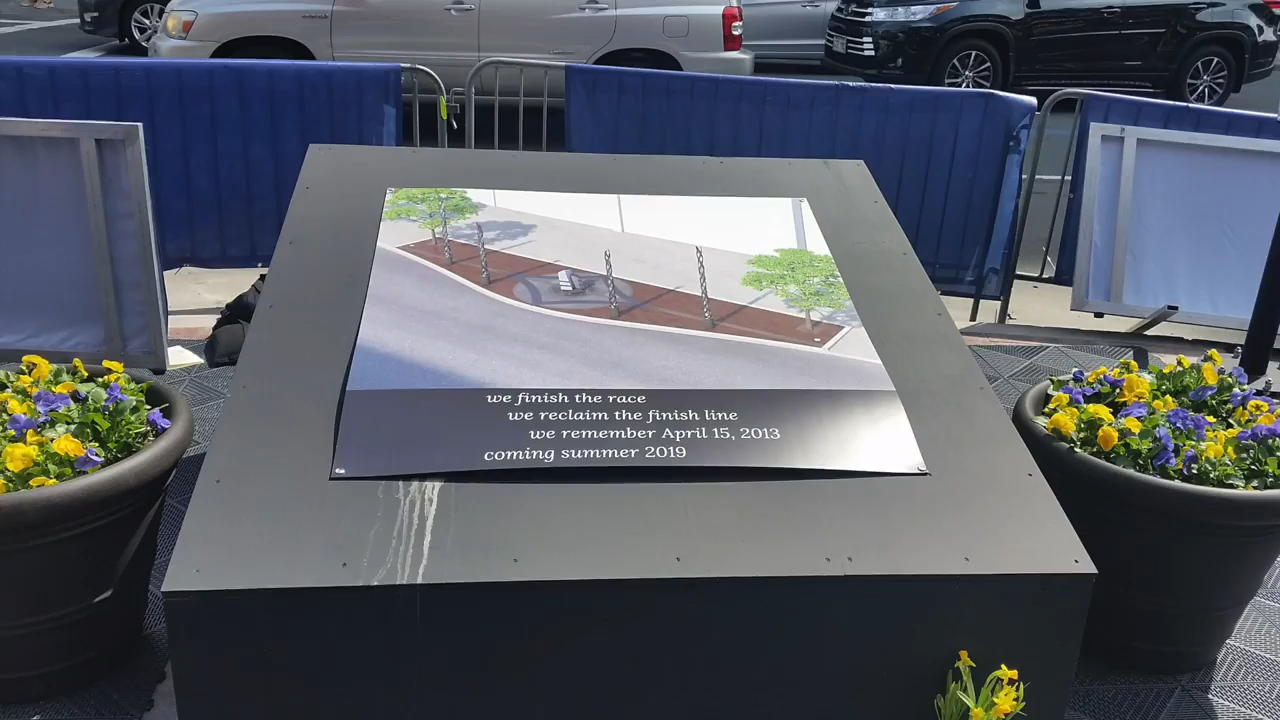 we finish the race
we reclaim the finish line
we remember April 15, 2013
coming summer 2019